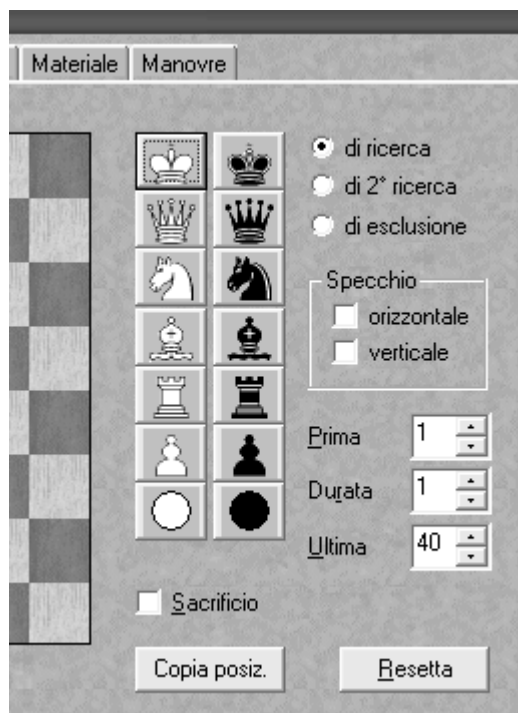 Materiale
Manovre
di ricerca
di 2° ricerca
di esclusione
Specchio
orizzontale
verticale
Prima 1
Durata 1
Ultima 40
Sacrificio
Copia posiz.
Resetta